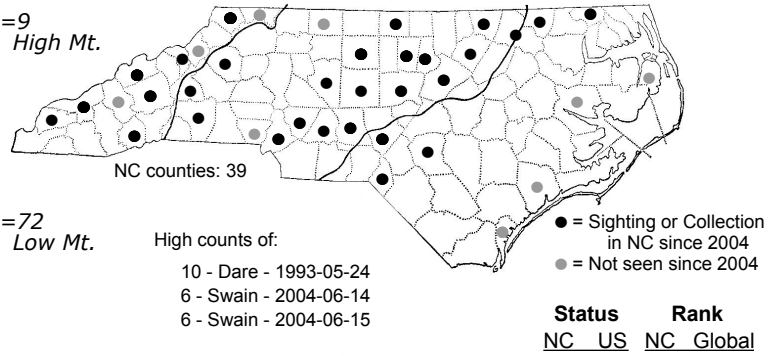 =9
High Mt.
NC counties: 39
=72
Low Mt.
High counts of:
10 - Dare - 1993-05-24
6 - Swain - 2004-06-14
6 - Swain - 2004-06-15
= Sighting or Collection
in NC since 2004
= Not seen since 2004
Status Rank
NC US NC Global